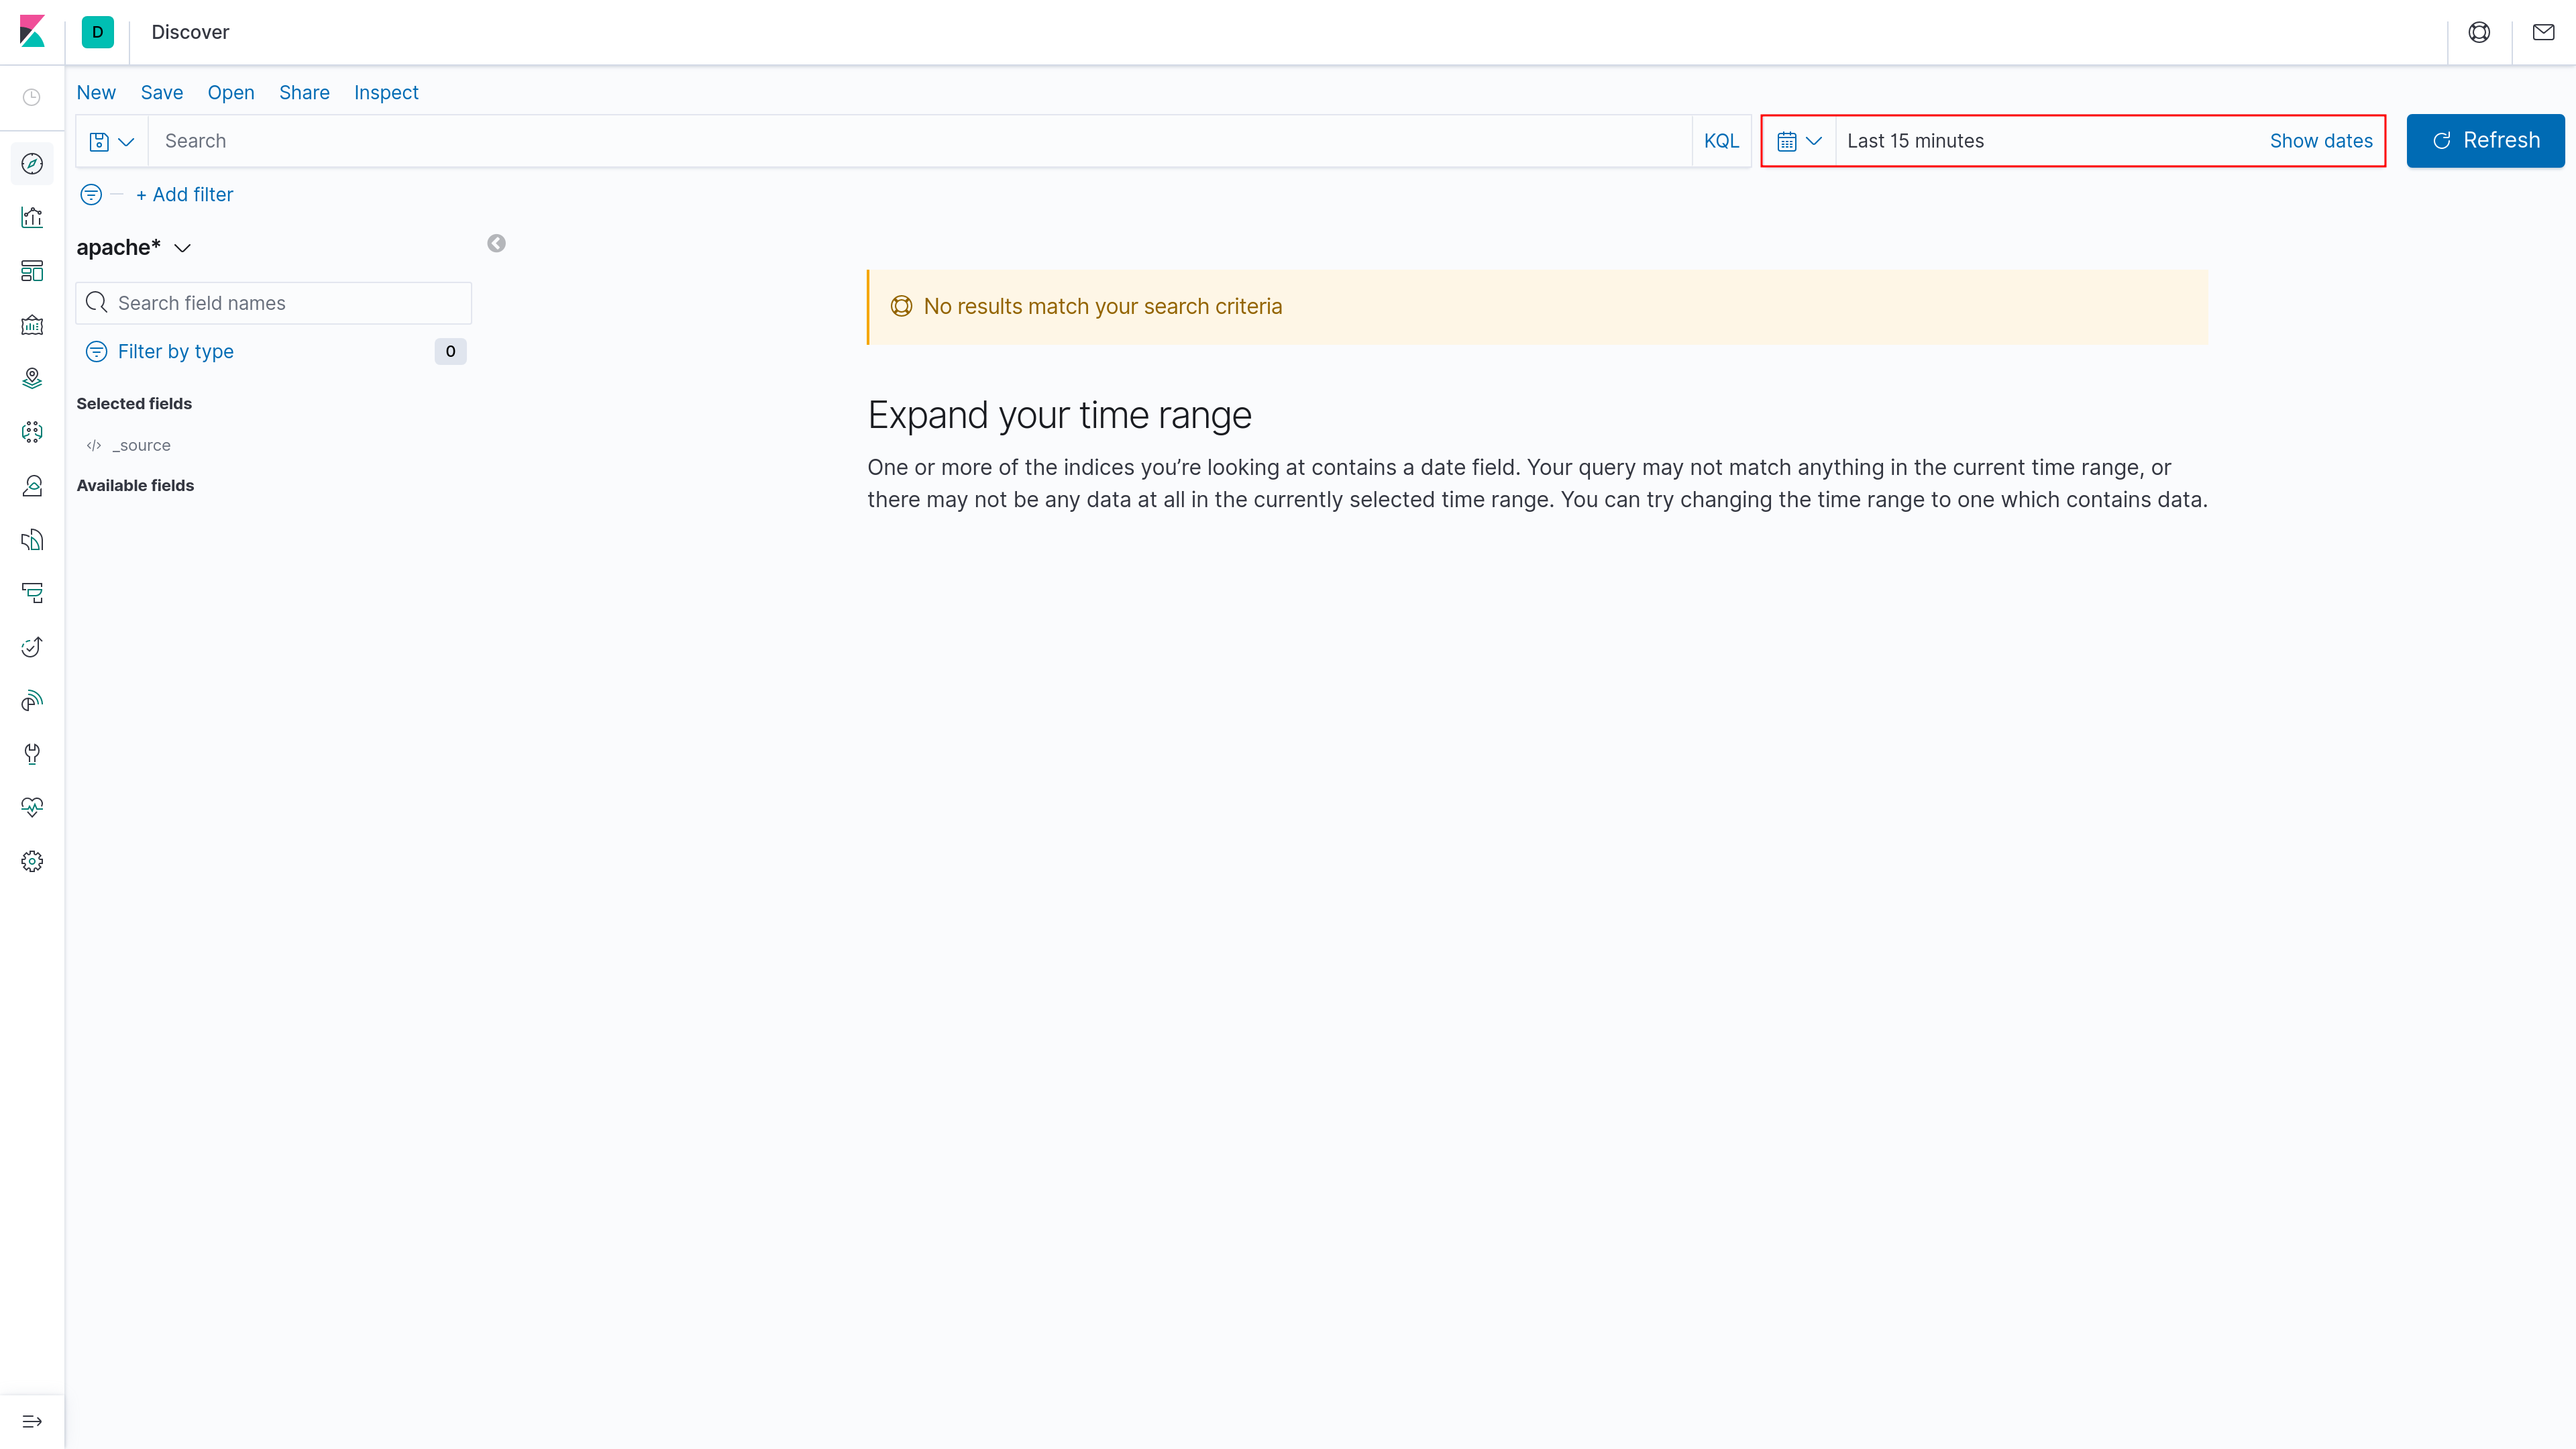 D
Discover
New Save Open Share Inspect
Search KQL Last 15 minutes Show dates Refresh
+ Add filter
apache*
Search field names
Filter by type 0
Selected fields
</> _source
Available fields
No results match your search criteria
Expand your time range
One or more of the indices you’re looking at contains a date field. Your query may not match anything in the current time range, or
there may not be any data at all in the currently selected time range. You can try changing the time range to one which contains data.